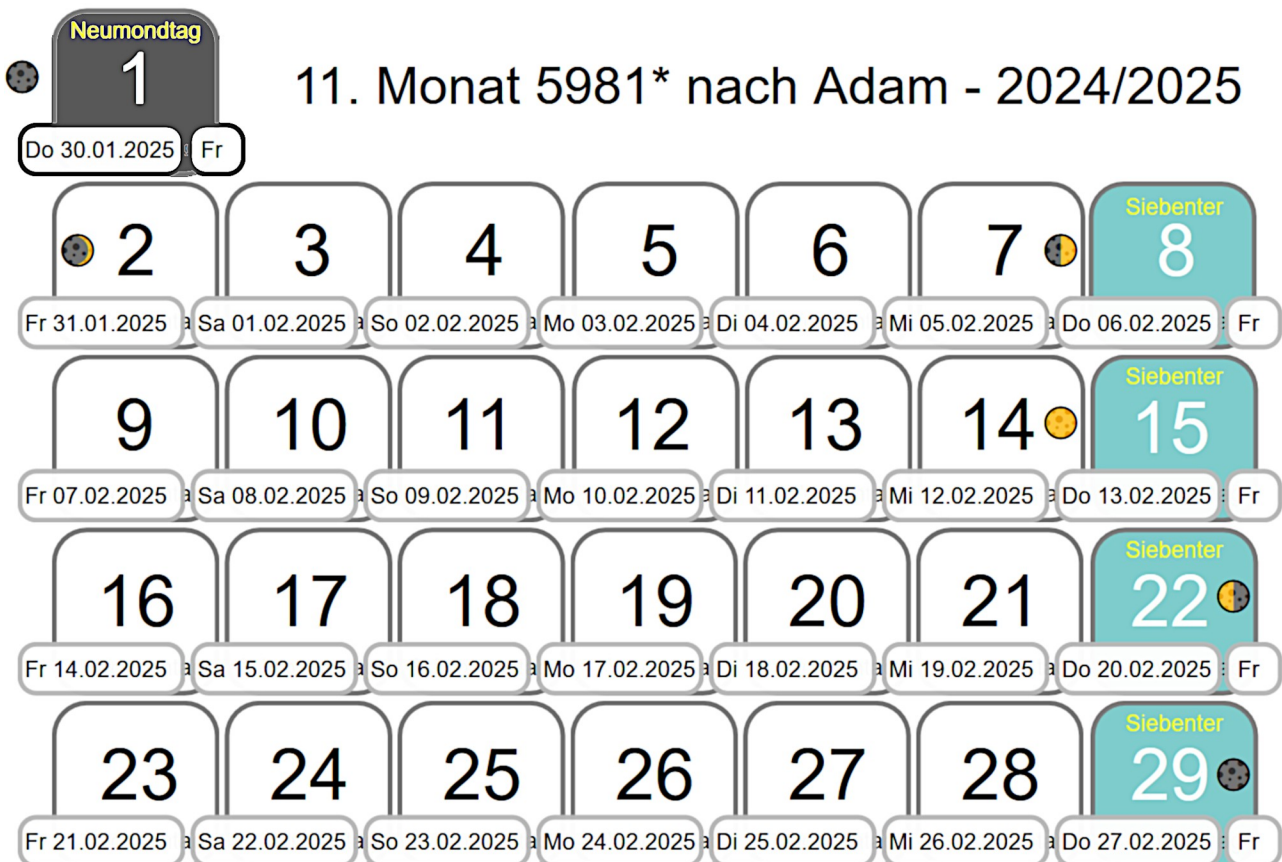 Neumondtag
1
11. Monat 5981* nach Adam - 2024/2025
Do 30.01.2025 Fr
Siebenter
2 3 4 5 6 7 8
Fr 31.01.2025 Sa 01.02.2025 So 02.02.2025 Mo 03.02.2025 Di 04.02.2025 Mi 05.02.2025 Do 06.02.2025 Fr
Siebenter
9 10 11 12 13 14 15
Fr 07.02.2025 Sa 08.02.2025 So 09.02.2025 Mo 10.02.2025 Di 11.02.2025 Mi 12.02.2025 Do 13.02.2025 Fr
Siebenter
16 17 18 19 20 21 22
Fr 14.02.2025 Sa 15.02.2025 So 16.02.2025 Mo 17.02.2025 Di 18.02.2025 Mi 19.02.2025 Do 20.02.2025 Fr
Siebenter
23 24 25 26 27 28 29
Fr 21.02.2025 Sa 22.02.2025 So 23.02.2025 Mo 24.02.2025 Di 25.02.2025 Mi 26.02.2025 Do 27.02.2025 Fr